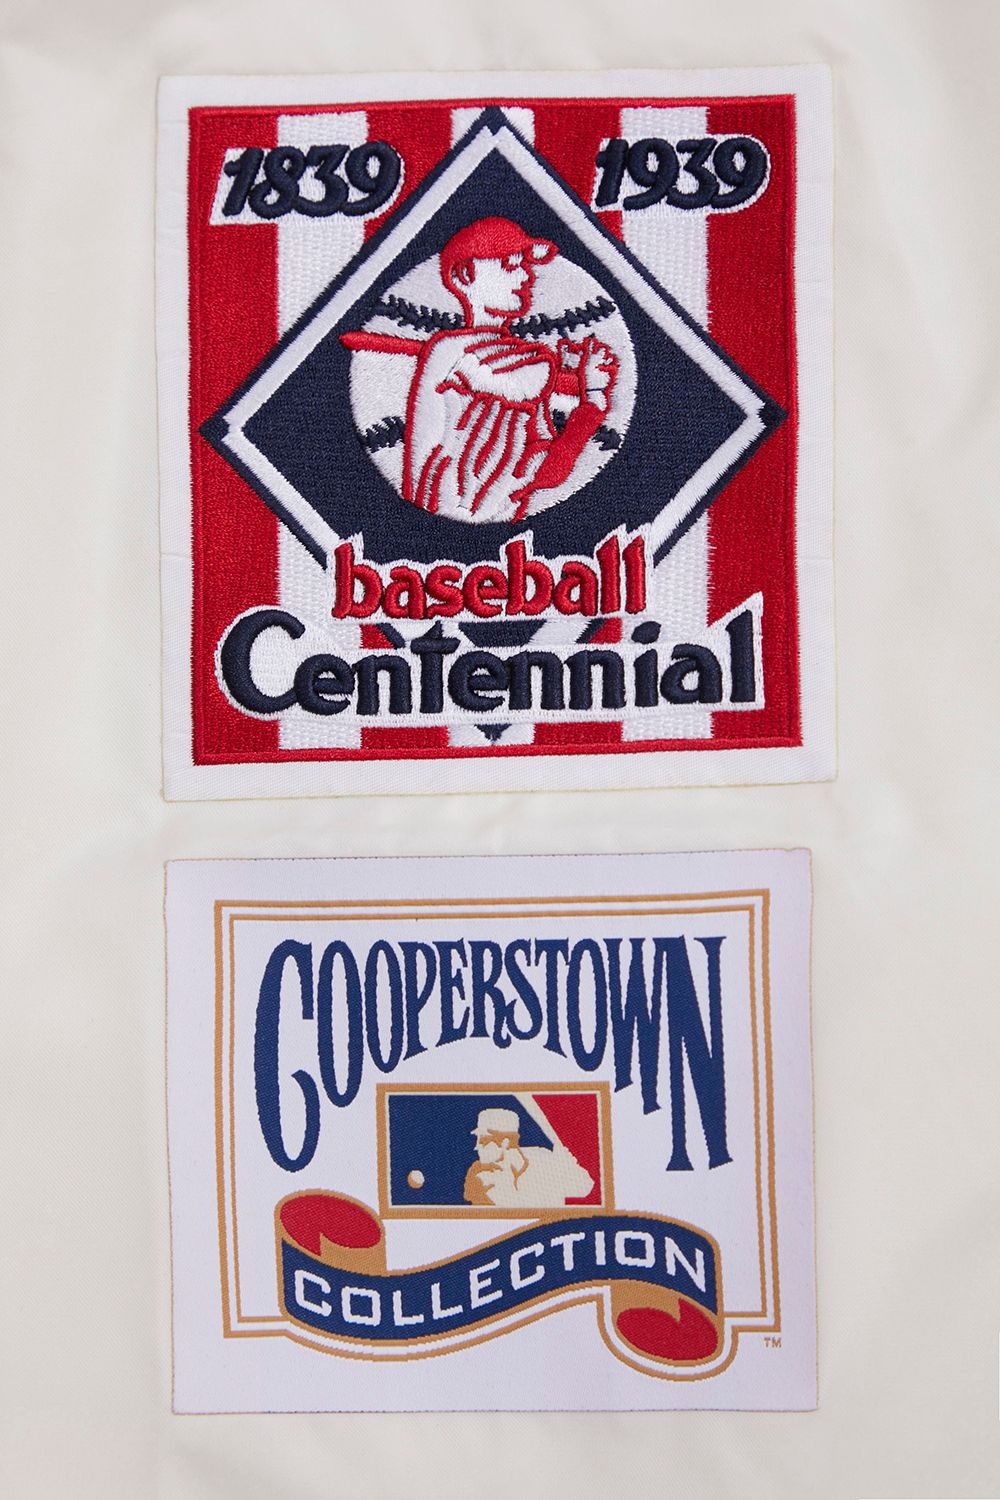 1839 1939
baseball
Centennial
COOPERSTOWN
COLLECTION
TM